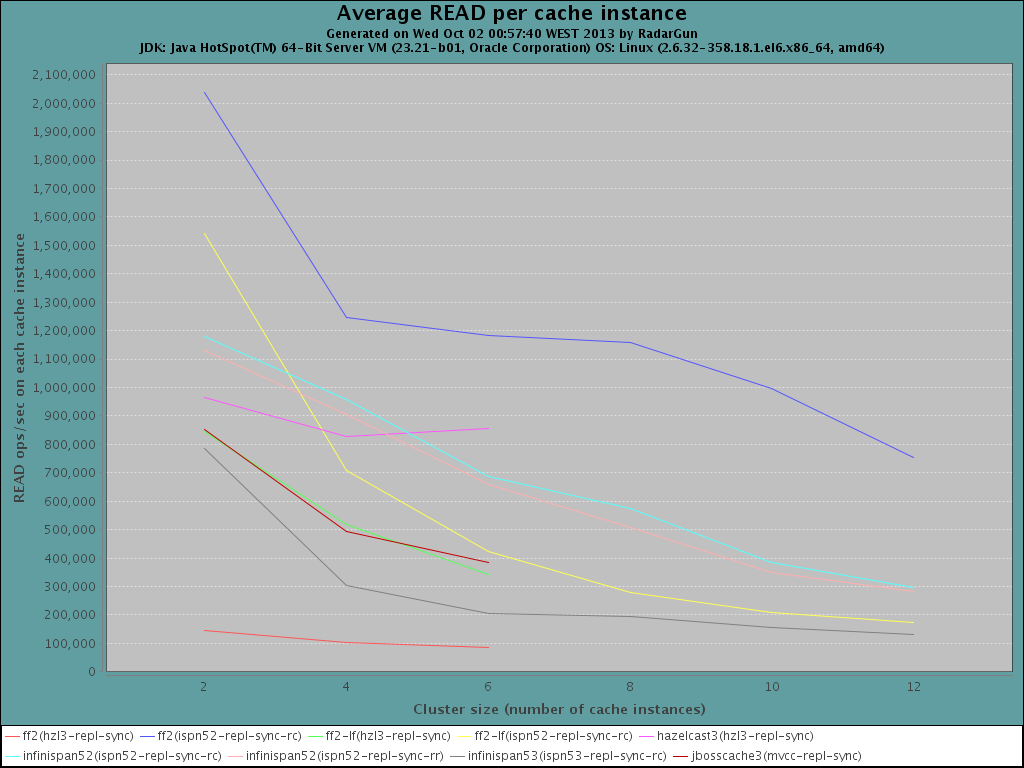 Average READ per cache instance
Generated on Wed Oct 02 00:57:40 WEST 2013 by RadarGun
JDK: Java HotSpot(TM) 64-Bit Server VM (23.21-b01, Oracle Corporation) OS: Linux (2.6.32-358.18.1.el6.x86_64, amd64)
READ ops/sec on each cache instance
2,100,000
2,000,000
1,900,000
1,800,000
1,700,000
1,600,000
1,500,000
1,400,000
1,300,000
1,200,000
1,100,000
1,000,000
900,000
800,000
700,000
600,000
500,000
400,000
300,000
200,000
100,000
0
2 4 6 8 10 12
Cluster size (number of cache instances)
ff2(hzl3-repl-sync) ff2(ispn52-repl-sync-rc) ff2-lf(hzl3-repl-sync) ff2-lf(ispn52-repl-sync-rc) hazelcast3(hzl3-repl-sync)
infinispan52(ispn52-repl-sync-rc) infinispan52(ispn52-repl-sync-rr) infinispan53(ispn53-repl-sync-rc) jbosscache3(mvcc-repl-sync)